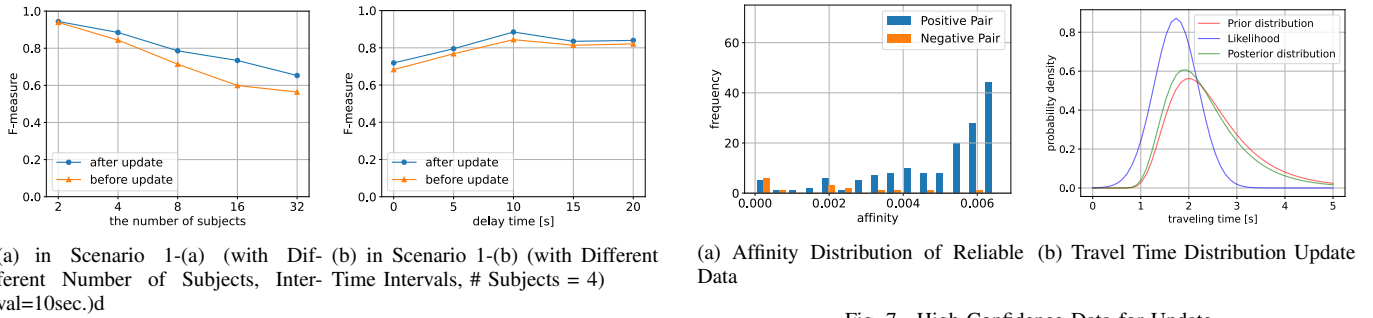 1.0
0.8
0.6
0.4
0.2
0.0
F-measure
after update
before update
2 4 8 16 32
the number of subjects
1.0
0.8
0.6
0.4
0.2
0.0
F-measure
after update
before update
0 5 10 15 20
delay time [s]
(a) in Scenario 1-(a) (with Dif-
ferent Number of Subjects, Inter-
val=10sec.)d
(b) in Scenario 1-(b) (with Different
Time Intervals, # Subjects = 4)
60
40
20
0
frequency
Positive Pair
Negative Pair
0.000 0.002 0.004 0.006
affinity
0.8
0.6
0.4
0.2
0.0
probability density
Prior distribution
Likelihood
Posterior distribution
0 1 2 3 4 5
traveling time [s]
(a) Affinity Distribution of Reliable
Data
(b) Travel Time Distribution Update